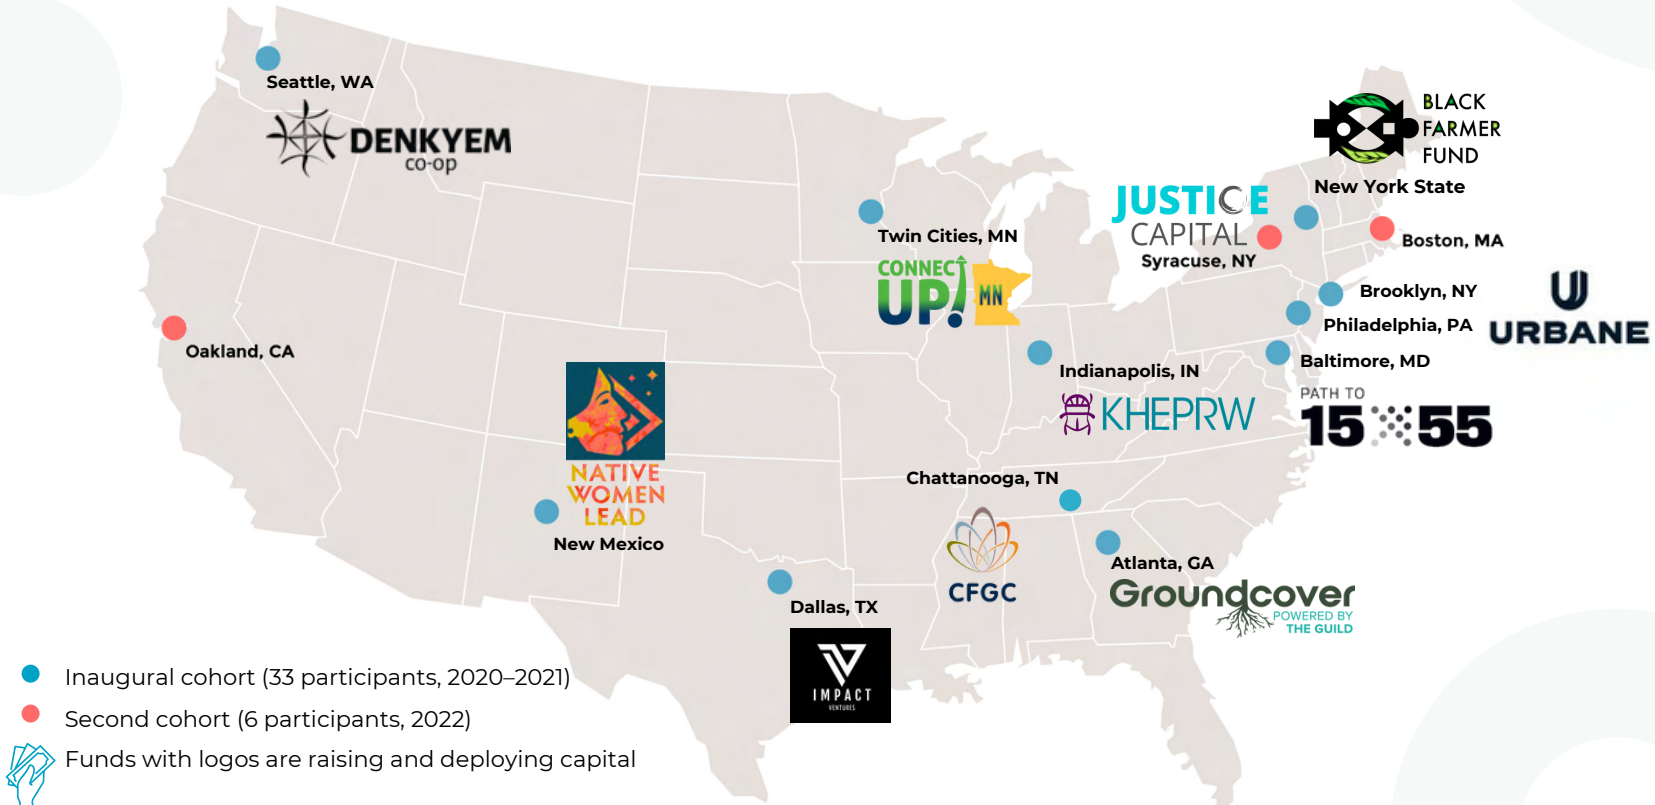 Seattle, WA
DENKYEM
co-op
Oakland, CA
NATIVE
WOMEN
LEAD
New Mexico
Twin Cities, MN
CONNECT
UP!
MN
Dallas, TX
IMPACT
VENTURES
Indianapolis, IN
KHEPRW
Chattanooga, TN
CFGC
Atlanta, GA
Groundcover
POWERED BY
THE GUILD
BLACK
FARMER
FUND
New York State
JUSTICE
CAPITAL
Syracuse, NY
Boston, MA
Brooklyn, NY
Philadelphia, PA
URBANE
Baltimore, MD
PATH TO
15 55
Inaugural cohort (33 participants, 2020–2021)
Second cohort (6 participants, 2022)
Funds with logos are raising and deploying capital